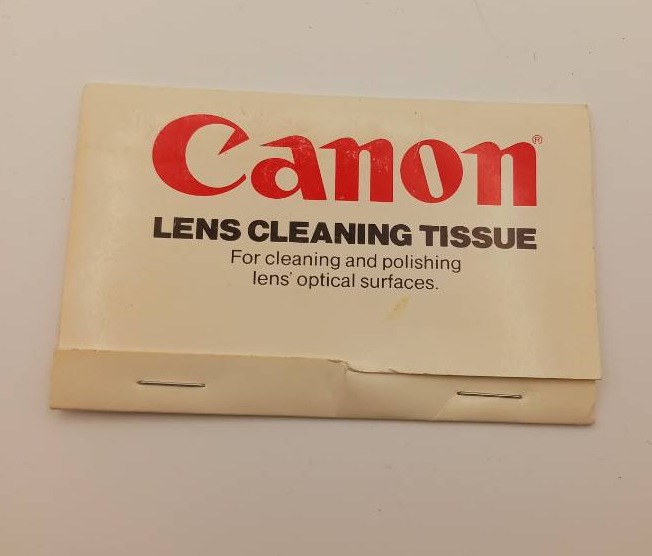 Canon®
LENS CLEANING TISSUE
For cleaning and polishing
lens' optical surfaces.